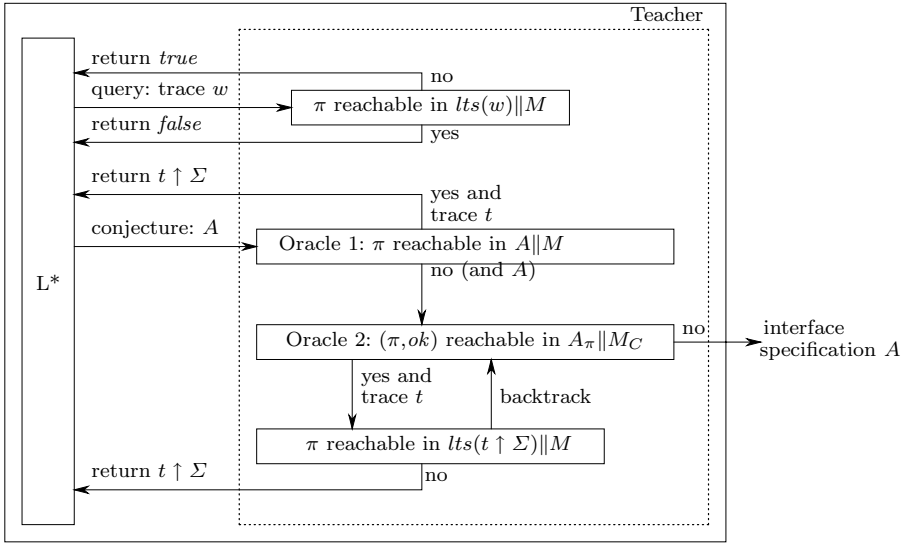 Teacher
return true
no
query: trace w
π reachable in lts(w)‖M
return false
yes
return t ↑ Σ
yes and
trace t
conjecture: A
Oracle 1: π reachable in A‖M
no (and A)
L*
Oracle 2: (π,ok) reachable in A_π‖M_C
no
interface
specification A
yes and
trace t
backtrack
π reachable in lts(t ↑ Σ)‖M
return t ↑ Σ
no